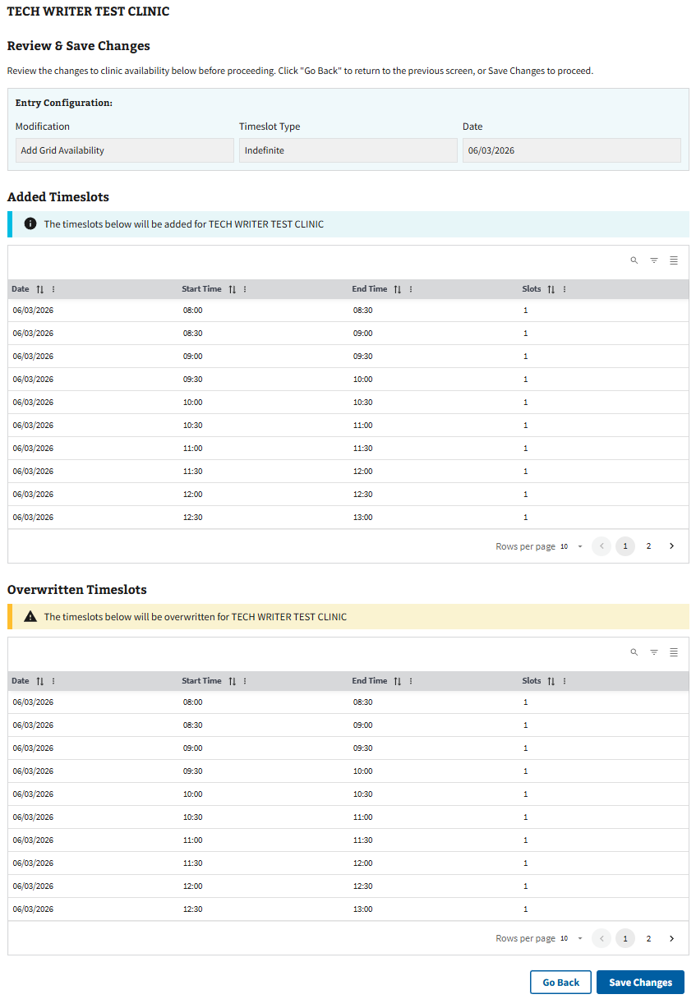 TECH WRITER TEST CLINIC
Review & Save Changes
Review the changes to clinic availability below before proceeding. Click "Go Back" to return to the previous screen, or Save Changes to proceed.
Entry Configuration:
Modification Timeslot Type Date
Add Grid Availability Indefinite 06/03/2026
Added Timeslots
The timeslots below will be added for TECH WRITER TEST CLINIC
Date Start Time End Time Slots
06/03/2026 08:00 08:30 1
06/03/2026 08:30 09:00 1
06/03/2026 09:00 09:30 1
06/03/2026 09:30 10:00 1
06/03/2026 10:00 10:30 1
06/03/2026 10:30 11:00 1
06/03/2026 11:00 11:30 1
06/03/2026 11:30 12:00 1
06/03/2026 12:00 12:30 1
06/03/2026 12:30 13:00 1
Rows per page 10 1 2
Overwritten Timeslots
The timeslots below will be overwritten for TECH WRITER TEST CLINIC
Date Start Time End Time Slots
06/03/2026 08:00 08:30 1
06/03/2026 08:30 09:00 1
06/03/2026 09:00 09:30 1
06/03/2026 09:30 10:00 1
06/03/2026 10:00 10:30 1
06/03/2026 10:30 11:00 1
06/03/2026 11:00 11:30 1
06/03/2026 11:30 12:00 1
06/03/2026 12:00 12:30 1
06/03/2026 12:30 13:00 1
Rows per page 10 1 2
Go Back Save Changes